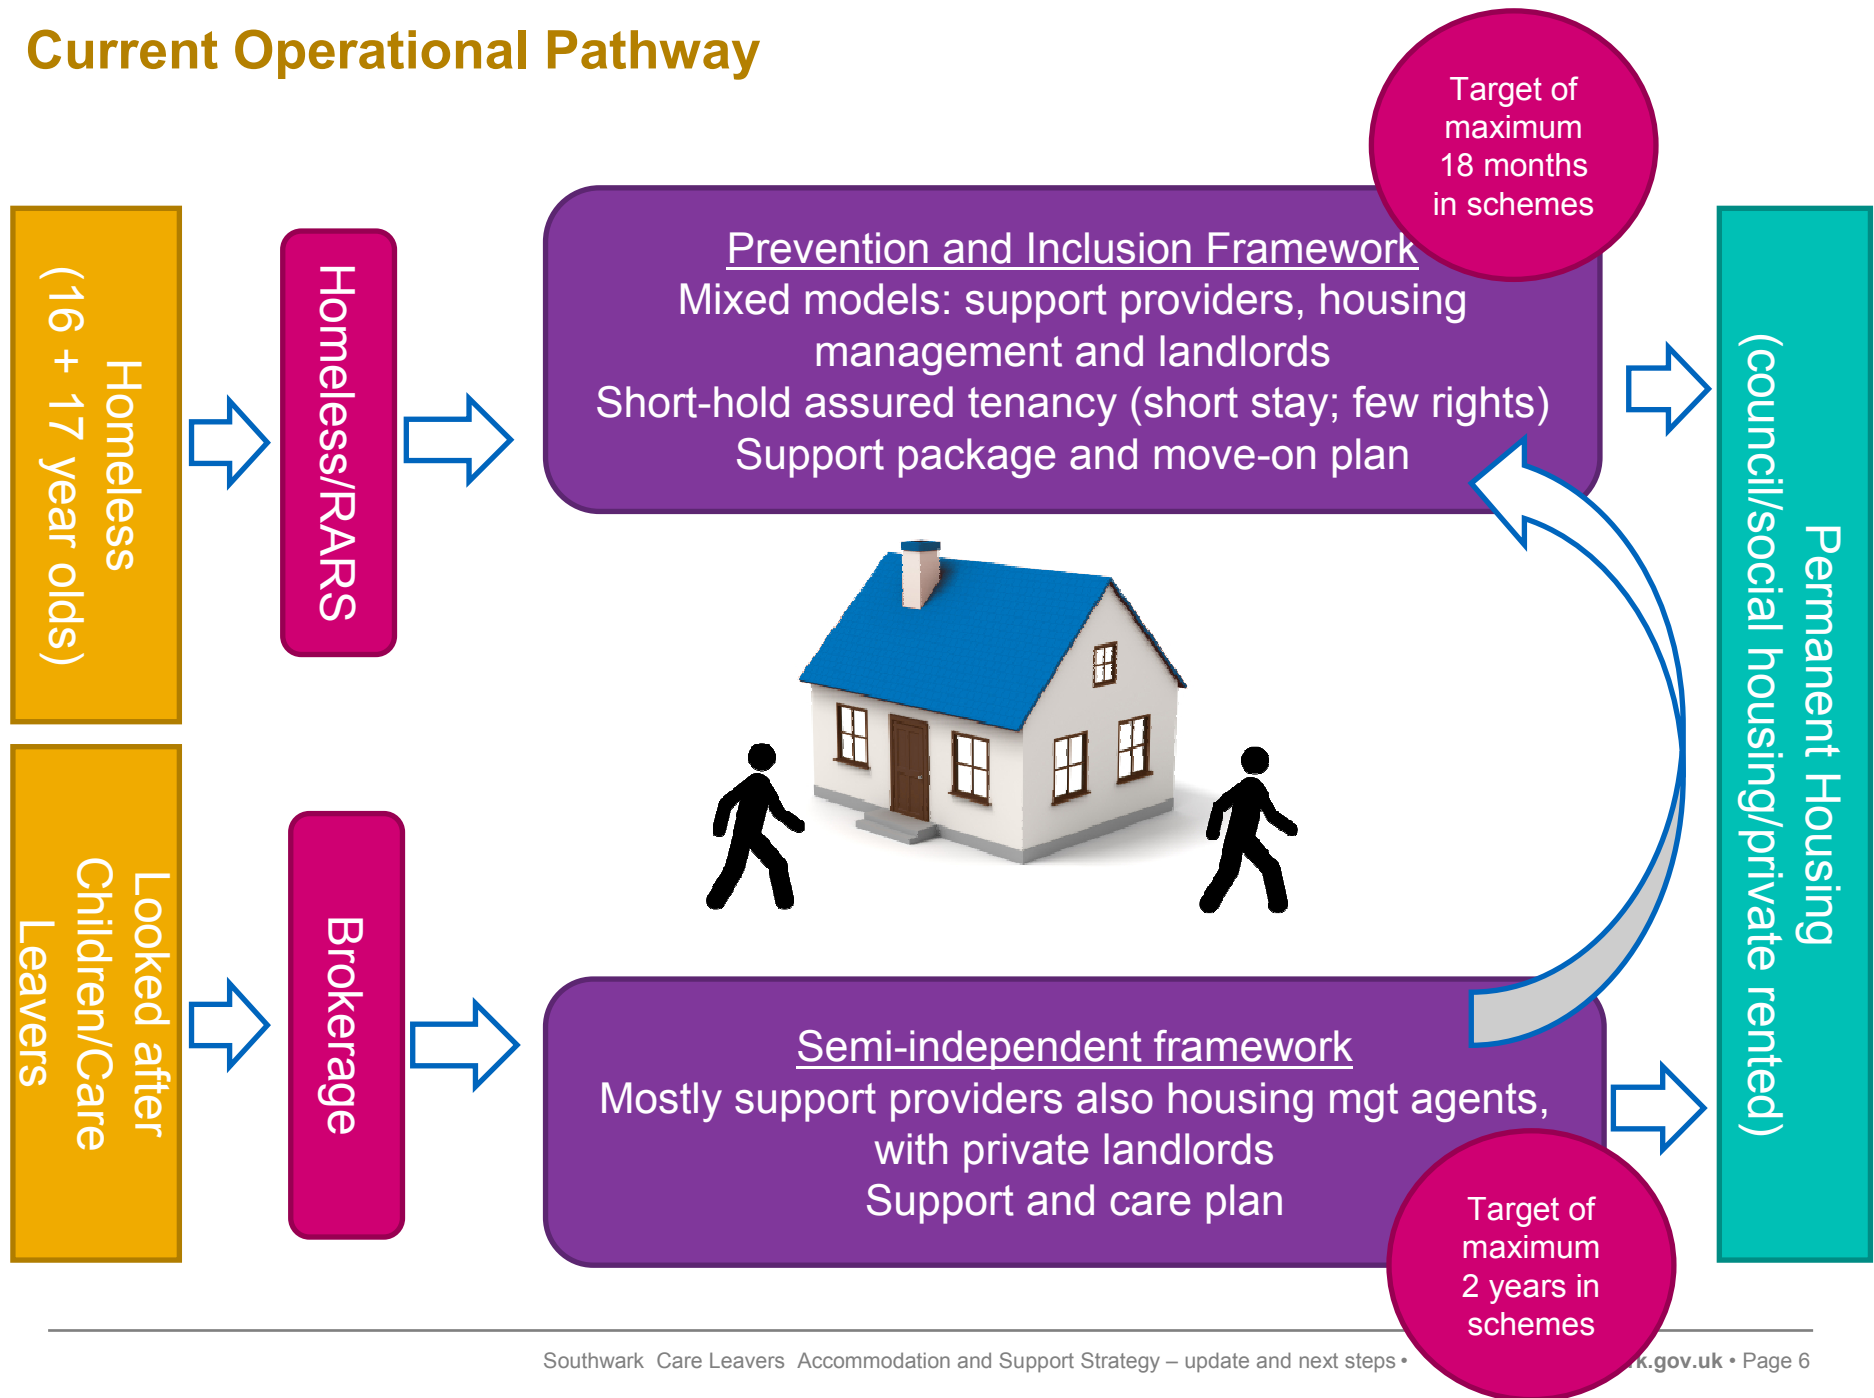 Current Operational Pathway
Target of
maximum
18 months
in schemes
Homeless
(16 + 17 year olds)
Homeless/RARS
Prevention and Inclusion Framework
Mixed models: support providers, housing
management and landlords
Short-hold assured tenancy (short stay; few rights)
Support package and move-on plan
Permanent Housing
(council/social housing/private rented)
Looked after
Children/Care
Leavers
Brokerage
Semi-independent framework
Mostly support providers also housing mgt agents,
with private landlords
Support and care plan
Target of
maximum
2 years in
schemes
Southwark Care Leavers Accommodation and Support Strategy – update and next steps • k.gov.uk • Page 6